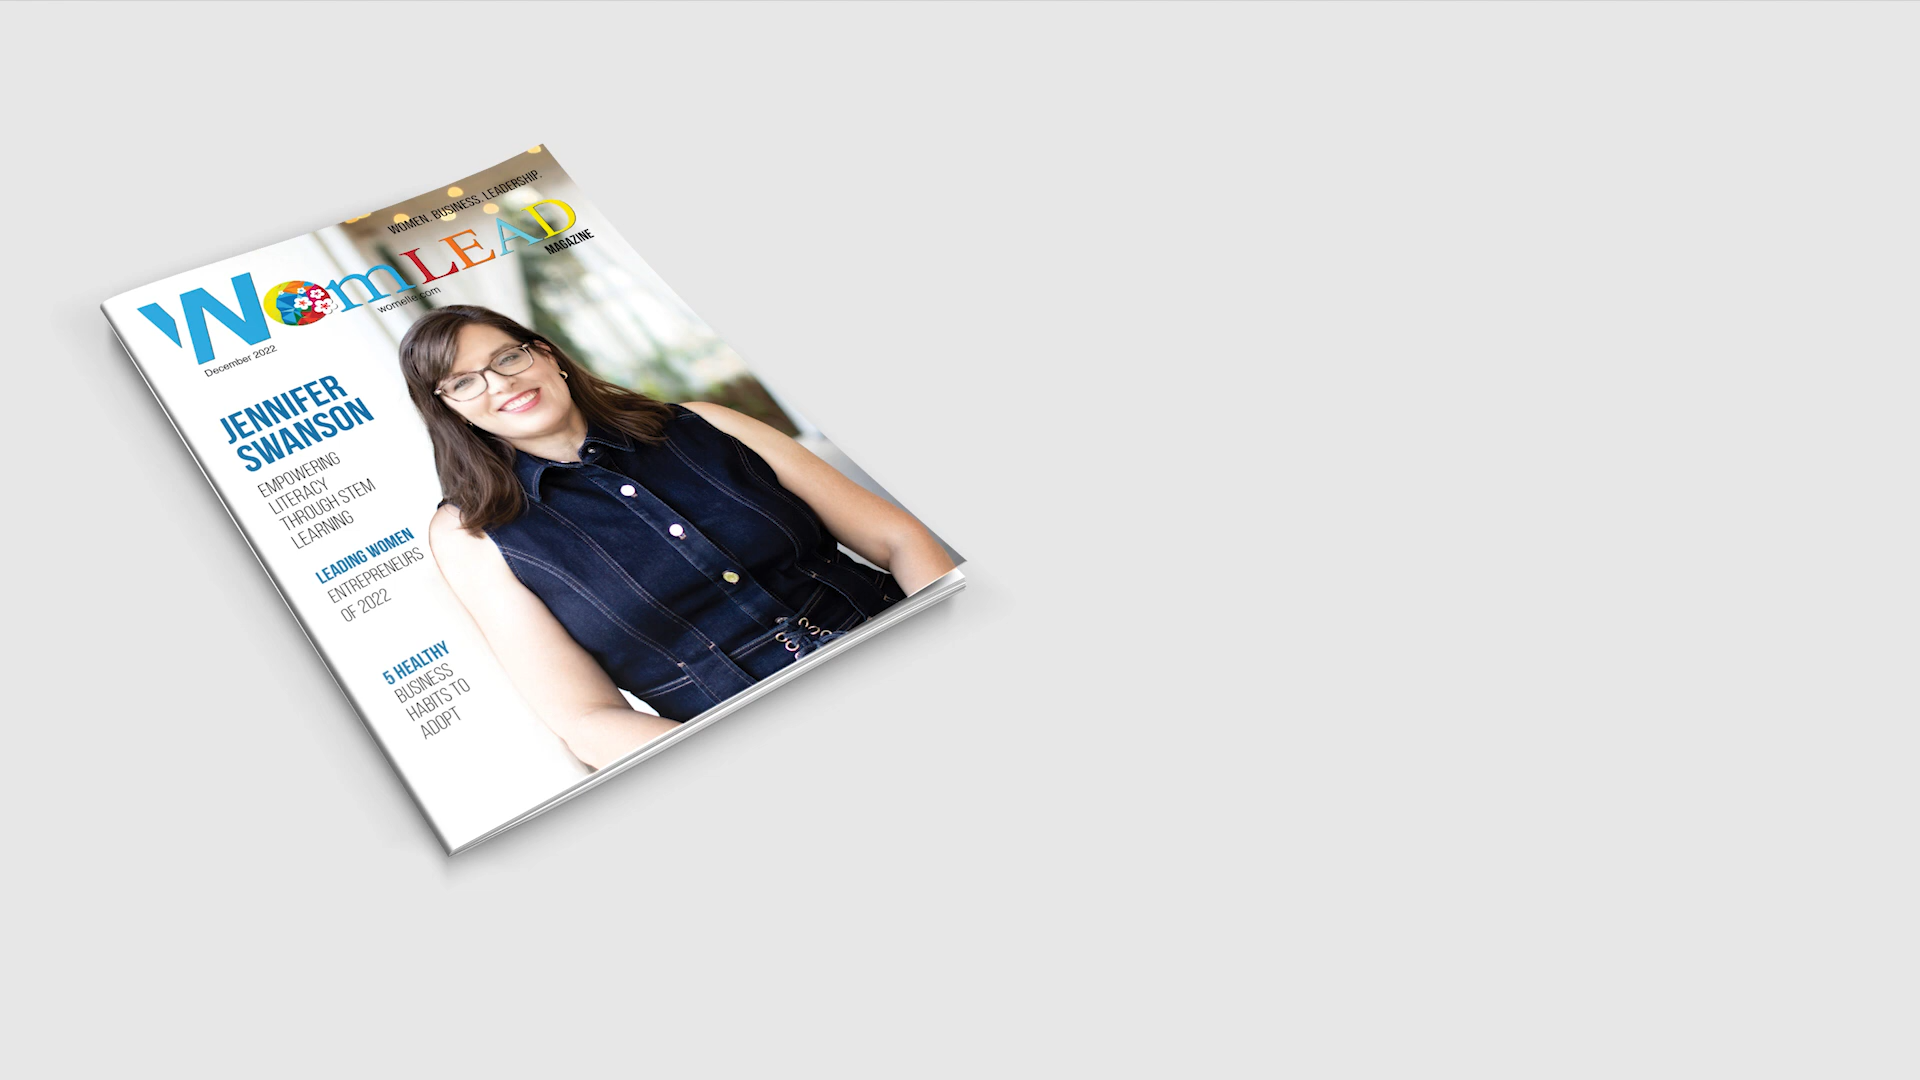 WOMEN. BUSINESS. LEADERSHIP.
WomLEAD
MAGAZINE
womelle.com
December 2022
JENNIFER
SWANSON
EMPOWERING
LITERACY
THROUGH STEM
LEARNING
LEADING WOMEN
ENTREPRENEURS
OF 2022
5 HEALTHY
BUSINESS
HABITS TO
ADOPT